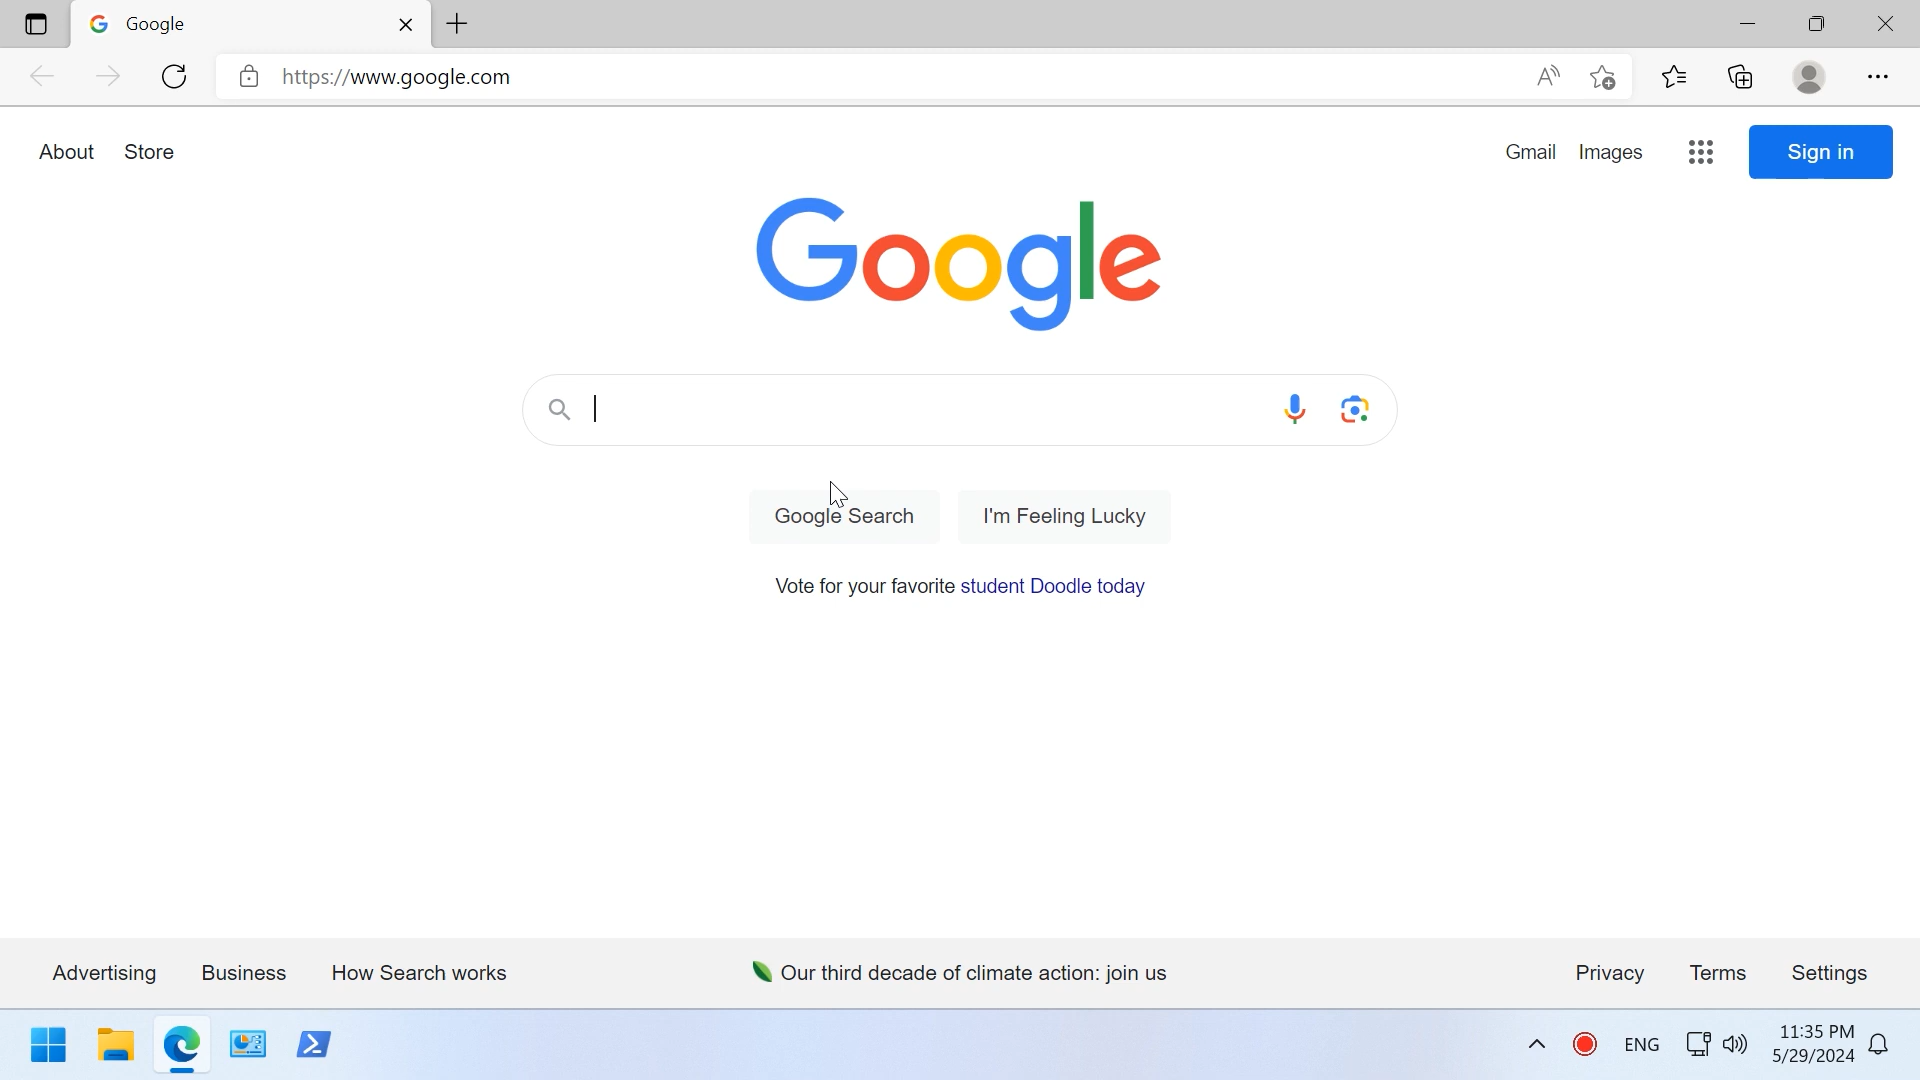 Google
https://www.google.com
About Store Gmail Images Sign in
Google
Google Search I'm Feeling Lucky
Vote for your favorite student Doodle today
Advertising Business How Search works Our third decade of climate action: join us Privacy Terms Settings
ENG 11:35 PM
5/29/2024